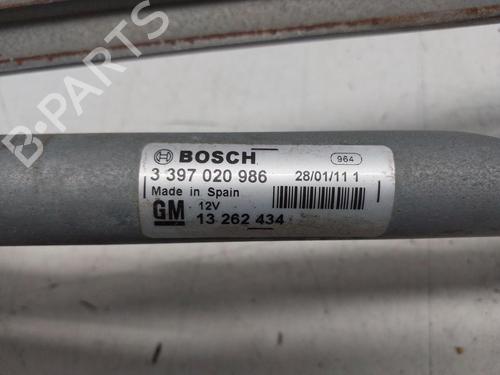 B-PARTS
BOSCH 964
3 397 020 986 28/01/11 1
Made in Spain
GM 12V
13 262 434